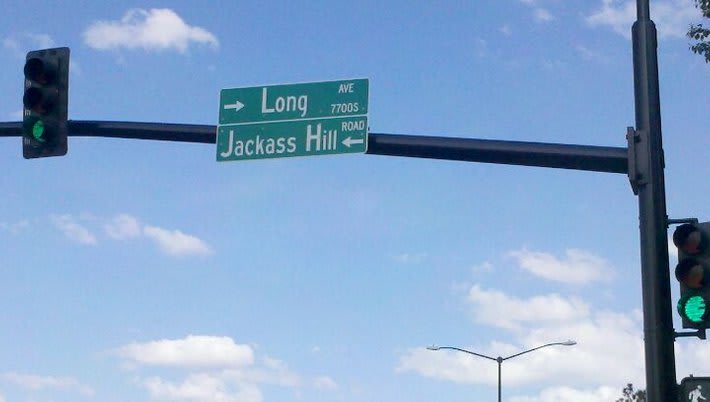 → Long AVE
7700S
Jackass Hill ROAD ←